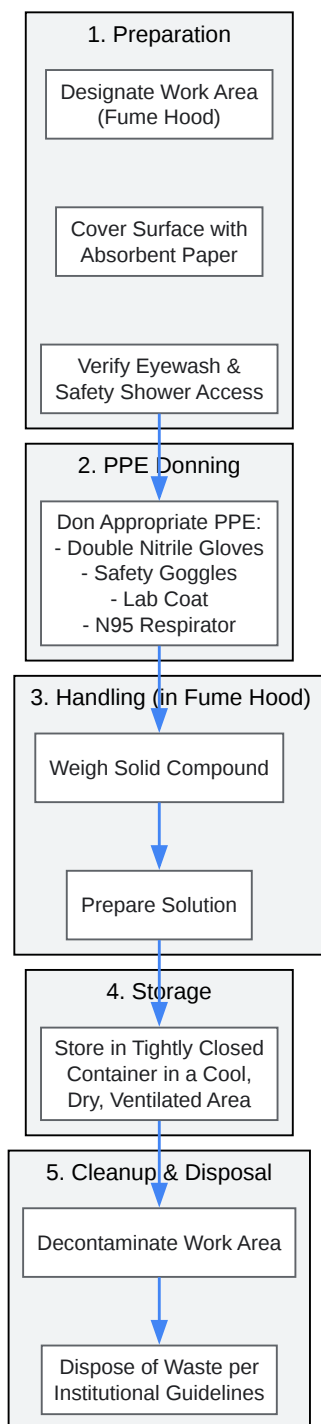 1. Preparation
Designate Work Area
(Fume Hood)
Cover Surface with
Absorbent Paper
Verify Eyewash &
Safety Shower Access
2. PPE Donning
Don Appropriate PPE:
- Double Nitrile Gloves
- Safety Goggles
- Lab Coat
- N95 Respirator
3. Handling (in Fume Hood)
Weigh Solid Compound
Prepare Solution
4. Storage
Store in Tightly Closed
Container in a Cool,
Dry, Ventilated Area
5. Cleanup & Disposal
Decontaminate Work Area
Dispose of Waste per
Institutional Guidelines